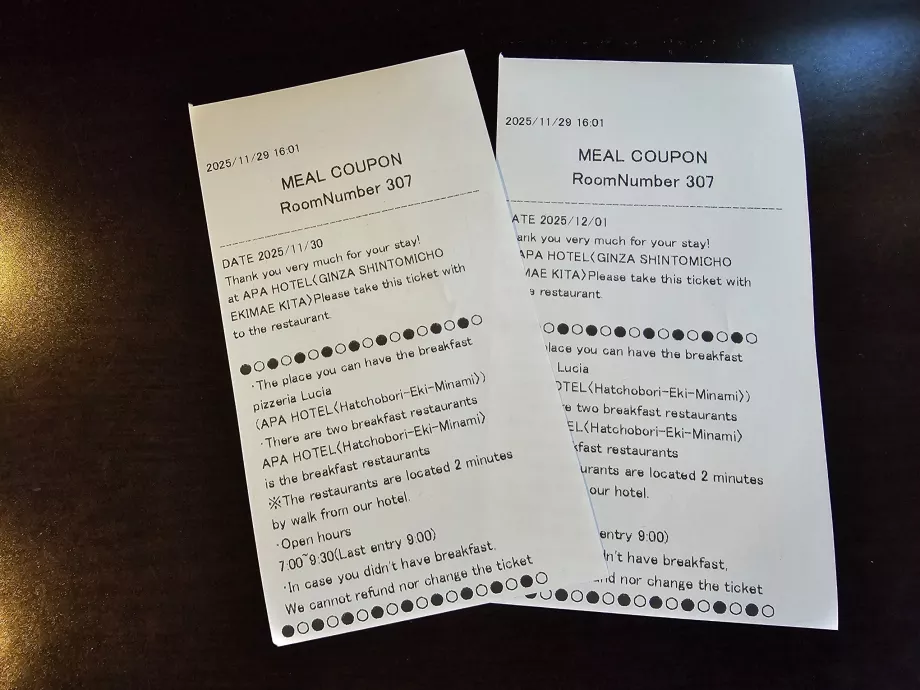 2025/11/29 16:01
MEAL COUPON
RoomNumber 307
DATE 2025/11/30
Thank you very much for your stay!
at APA HOTEL〈GINZA SHINTOMICHO
EKIMAE KITA〉Please take this ticket with
to the restaurant.
●○●○●○●○●○●○●○●○●○
·The place you can have the breakfast
pizzeria Lucia
(APA HOTEL〈Hatchobori-Eki-Minami〉)
·There are two breakfast restaurants
APA HOTEL〈Hatchobori-Eki-Minami〉
is the breakfast restaurants
※The restaurants are located 2 minutes
by walk from our hotel.
·Open hours
7:00~9:30(Last entry 9:00)
·In case you didn't have breakfast,
We cannot refund nor change the ticket
●○●○●○●○●○●○●○●○●○
2025/11/29 16:01
MEAL COUPON
RoomNumber 307
ATE 2025/12/01
ank you very much for your stay!
APA HOTEL〈GINZA SHINTOMICHO
MAE KITA〉Please take this ticket with
e restaurant.
○●○●○●○●○●○●○●○
lace you can have the breakfast
Lucia
OTEL〈Hatchobori-Eki-Minami〉)
re two breakfast restaurants
EL〈Hatchobori-Eki-Minami〉
kfast restaurants
urants are located 2 minutes
our hotel.
entry 9:00)
n't have breakfast,
und nor change the ticket
●○●○●○●○●○●○●○●○●○